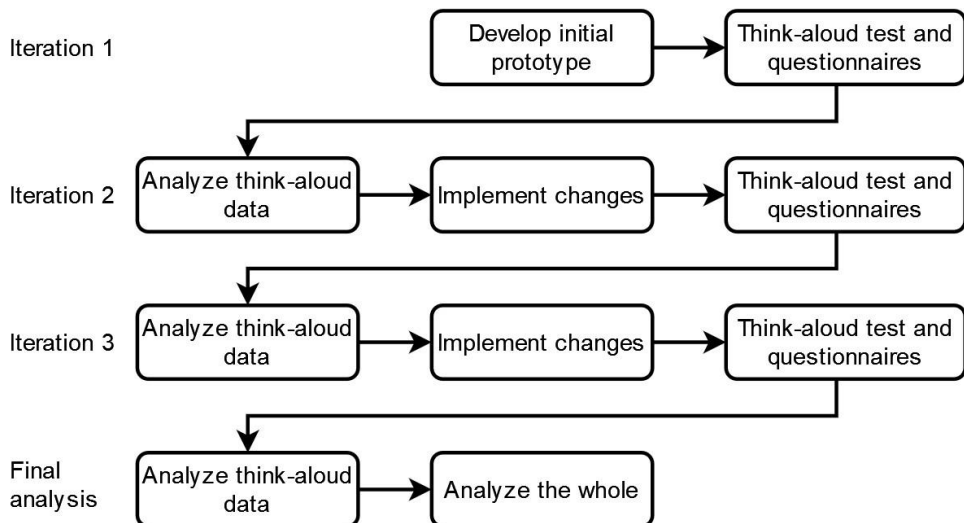 Iteration 1
Develop initial
prototype
Think-aloud test and
questionnaires
Iteration 2
Analyze think-aloud
data
Implement changes
Think-aloud test and
questionnaires
Iteration 3
Analyze think-aloud
data
Implement changes
Think-aloud test and
questionnaires
Final
analysis
Analyze think-aloud
data
Analyze the whole